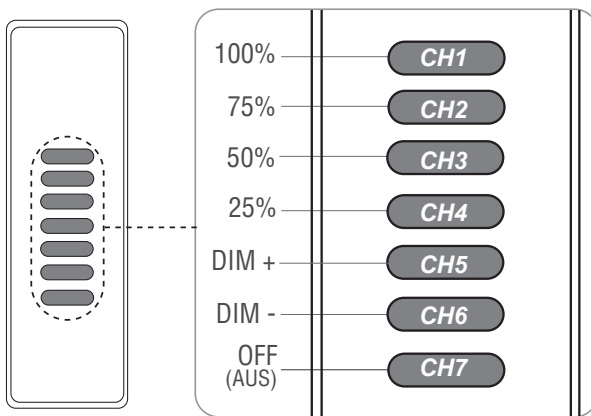 100% CH1
75% CH2
50% CH3
25% CH4
DIM + CH5
DIM - CH6
OFF
(AUS) CH7